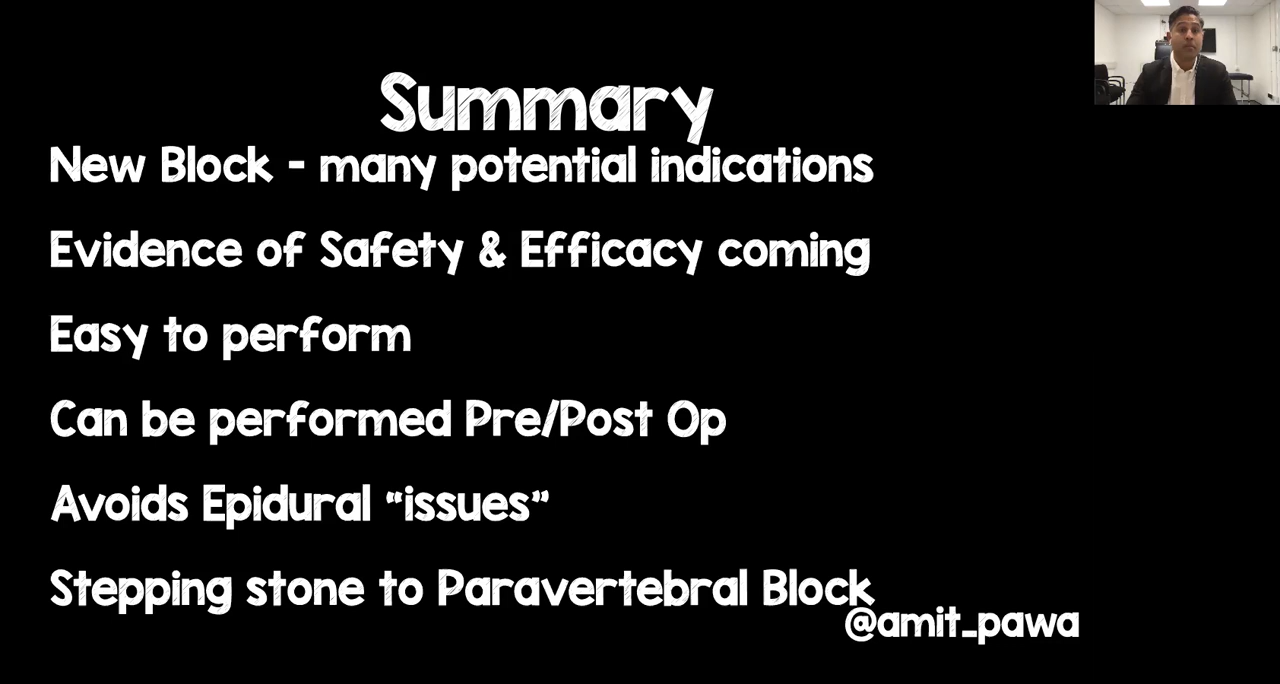 Summary
New Block - many potential indications
Evidence of Safety & Efficacy coming
Easy to perform
Can be performed Pre/Post Op
Avoids Epidural “issues”
Stepping stone to Paravertebral Block
@amit_pawa